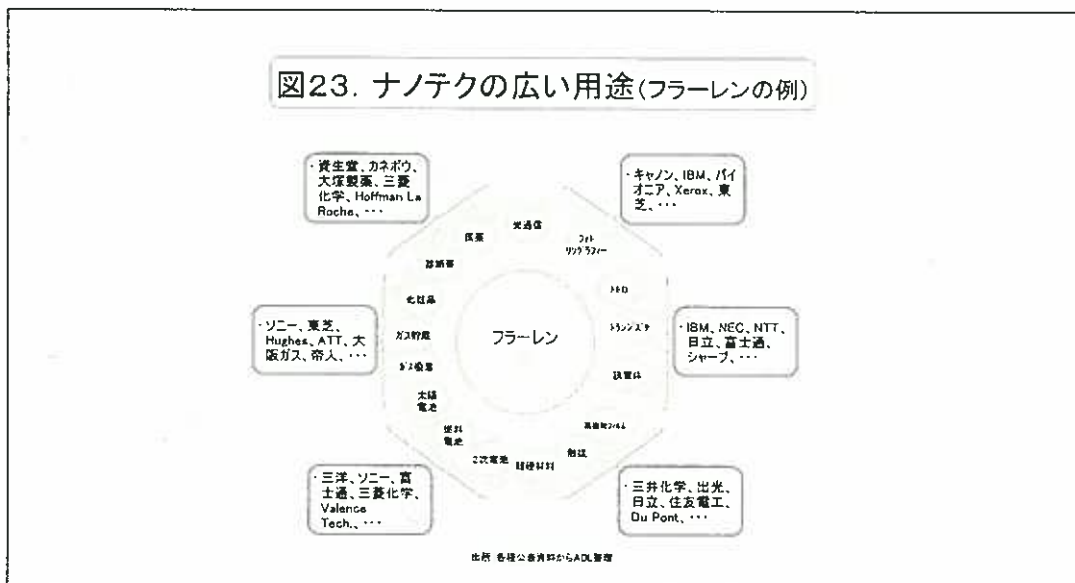 図23. ナノテクの広い用途(フラーレンの例)
・資生堂、カネボウ、
大塚製薬、三菱
化学、Hoffman La
Roche、・・・
・キャノン、IBM、パイ
オニア、Xerox、東
芝、・・・
光通信
医薬
フォト
リソグラフィー
診断薬
化粧品
トナー
・ソニー、東芝、
Hughes、ATT、大
阪ガス、帝人、・・・
ガス貯蔵
フラーレン
トランジスタ
・IBM、NEC、NTT、
日立、富士通、
シャープ、・・・
太陽
電池
燃料
電池
2次電池
超硬材料
触媒
・三洋、ソニー、富
士通、三菱化学、
Valence
Tech.、・・・
・三井化学、出光、
日立、住友電工、
Du Pont、・・・
出所 各種公表資料からADL整理